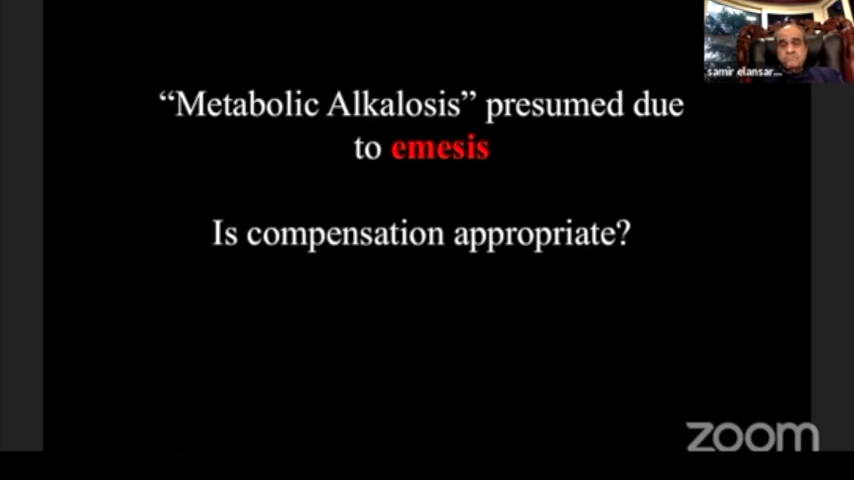 samir elansar...
“Metabolic Alkalosis” presumed due
to emesis
Is compensation appropriate?
zoom